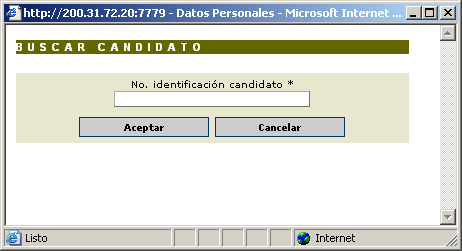 http://200.31.72.20:7779 - Datos Personales - Microsoft Internet ...
BUSCAR CANDIDATO
No. identificación candidato *
Aceptar Cancelar
Listo Internet